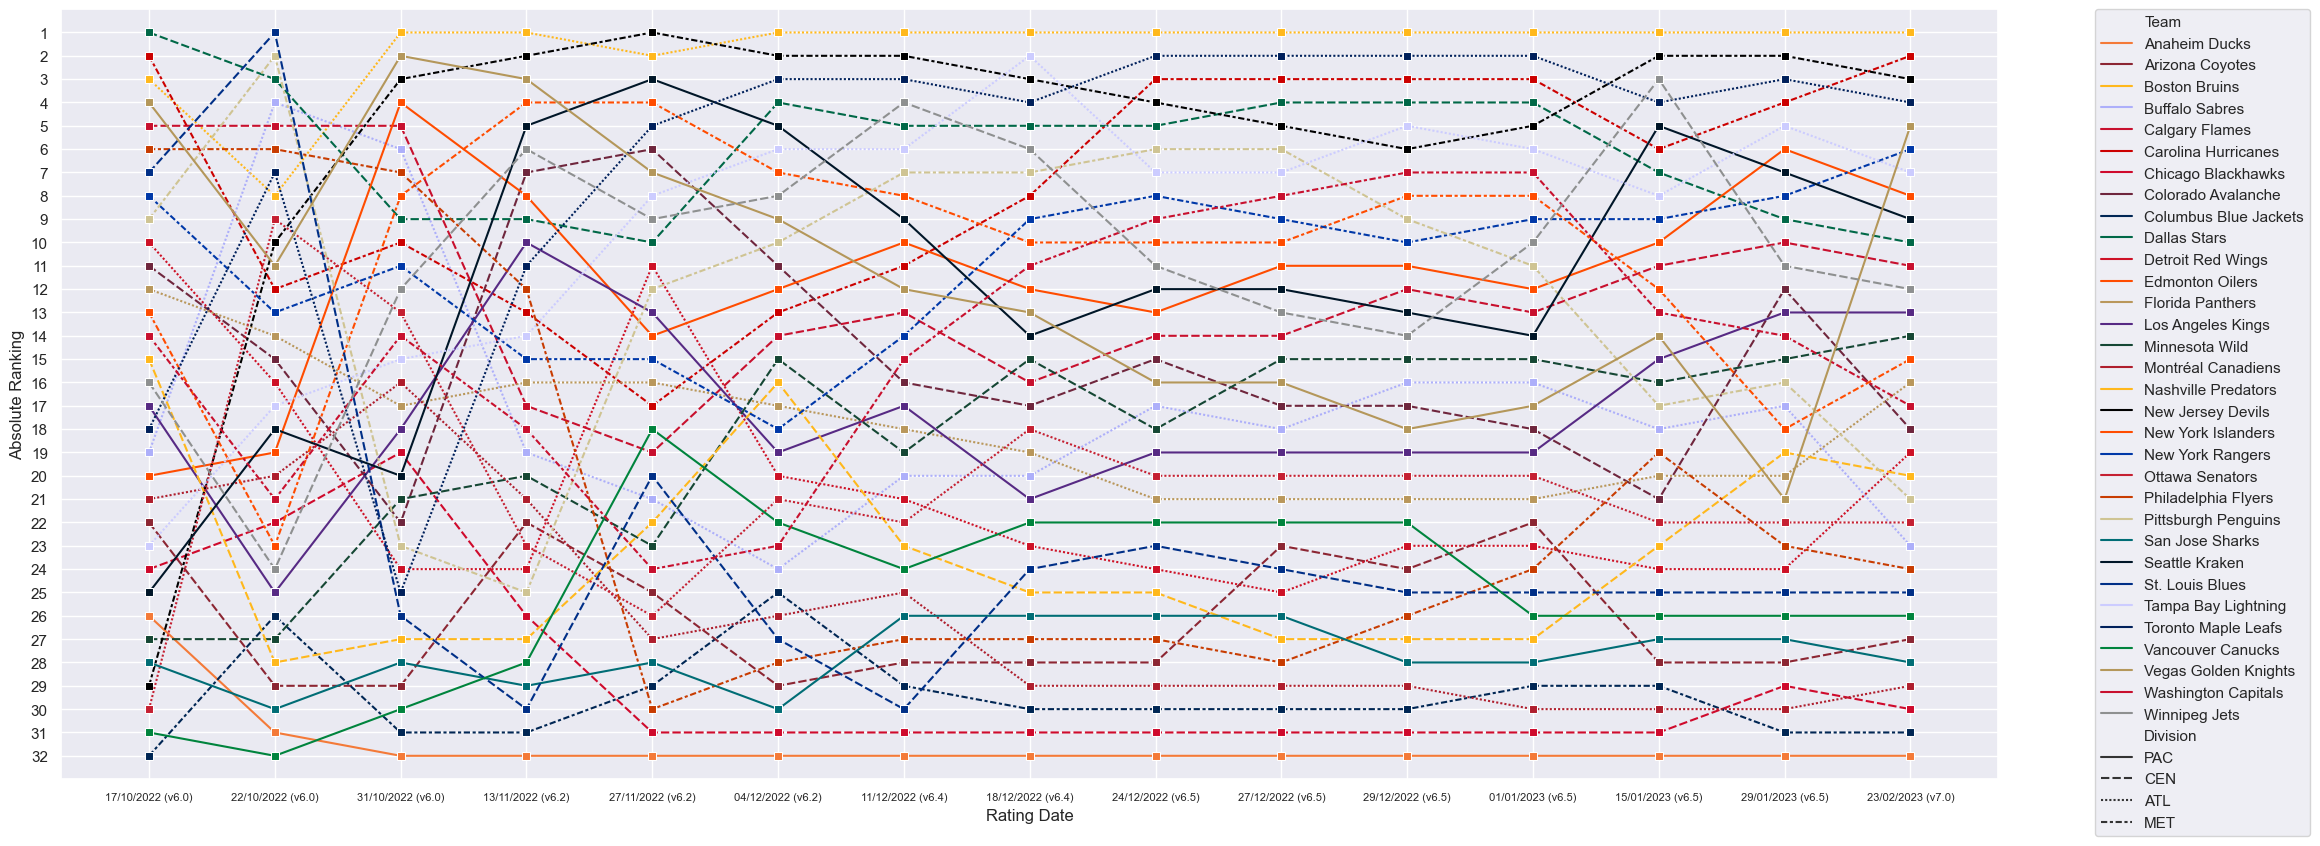 Absolute Ranking
1
2
3
4
5
6
7
8
9
10
11
12
13
14
15
16
17
18
19
20
21
22
23
24
25
26
27
28
29
30
31
32
17/10/2022 (v6.0) 22/10/2022 (v6.0) 31/10/2022 (v6.0) 13/11/2022 (v6.2) 27/11/2022 (v6.2) 04/12/2022 (v6.2) 11/12/2022 (v6.4) 18/12/2022 (v6.4) 24/12/2022 (v6.5) 27/12/2022 (v6.5) 29/12/2022 (v6.5) 01/01/2023 (v6.5) 15/01/2023 (v6.5) 29/01/2023 (v6.5) 23/02/2023 (v7.0)
Rating Date
Team
Anaheim Ducks
Arizona Coyotes
Boston Bruins
Buffalo Sabres
Calgary Flames
Carolina Hurricanes
Chicago Blackhawks
Colorado Avalanche
Columbus Blue Jackets
Dallas Stars
Detroit Red Wings
Edmonton Oilers
Florida Panthers
Los Angeles Kings
Minnesota Wild
Montréal Canadiens
Nashville Predators
New Jersey Devils
New York Islanders
New York Rangers
Ottawa Senators
Philadelphia Flyers
Pittsburgh Penguins
San Jose Sharks
Seattle Kraken
St. Louis Blues
Tampa Bay Lightning
Toronto Maple Leafs
Vancouver Canucks
Vegas Golden Knights
Washington Capitals
Winnipeg Jets
Division
PAC
CEN
ATL
MET